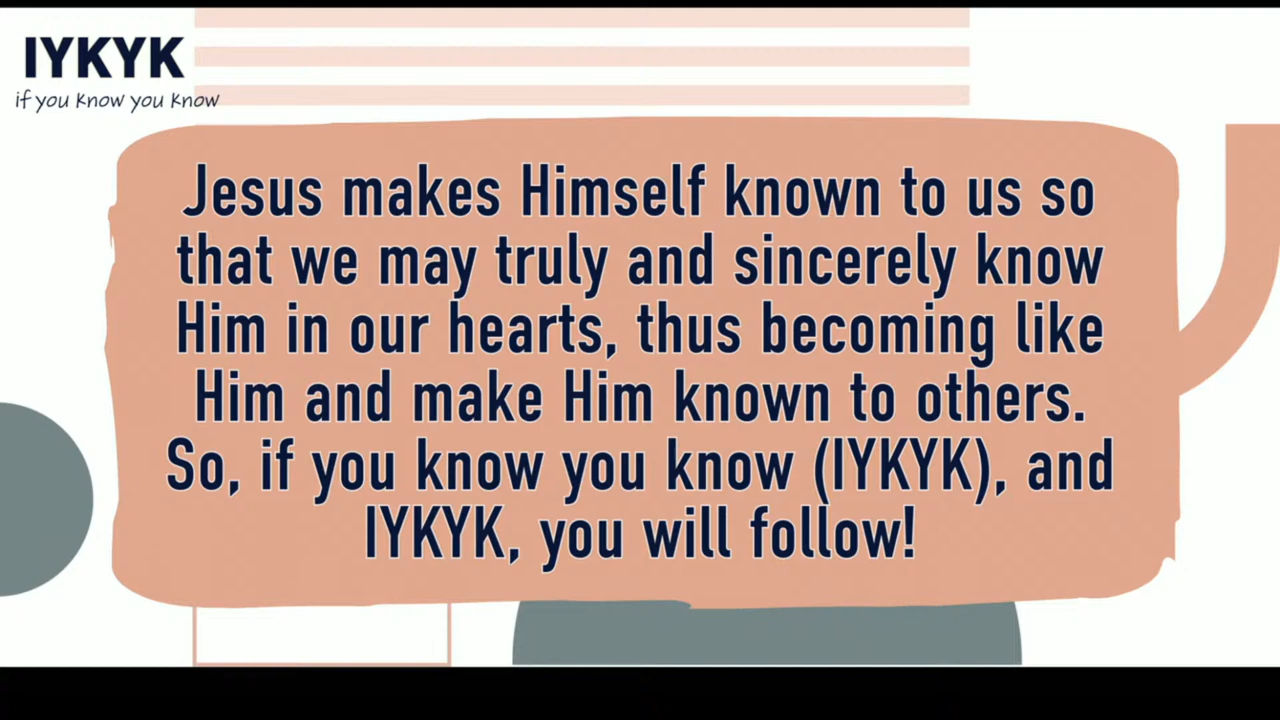 IYKYK
if you know you know
Jesus makes Himself known to us so
that we may truly and sincerely know
Him in our hearts, thus becoming like
Him and make Him known to others.
So, if you know you know (IYKYK), and
IYKYK, you will follow!